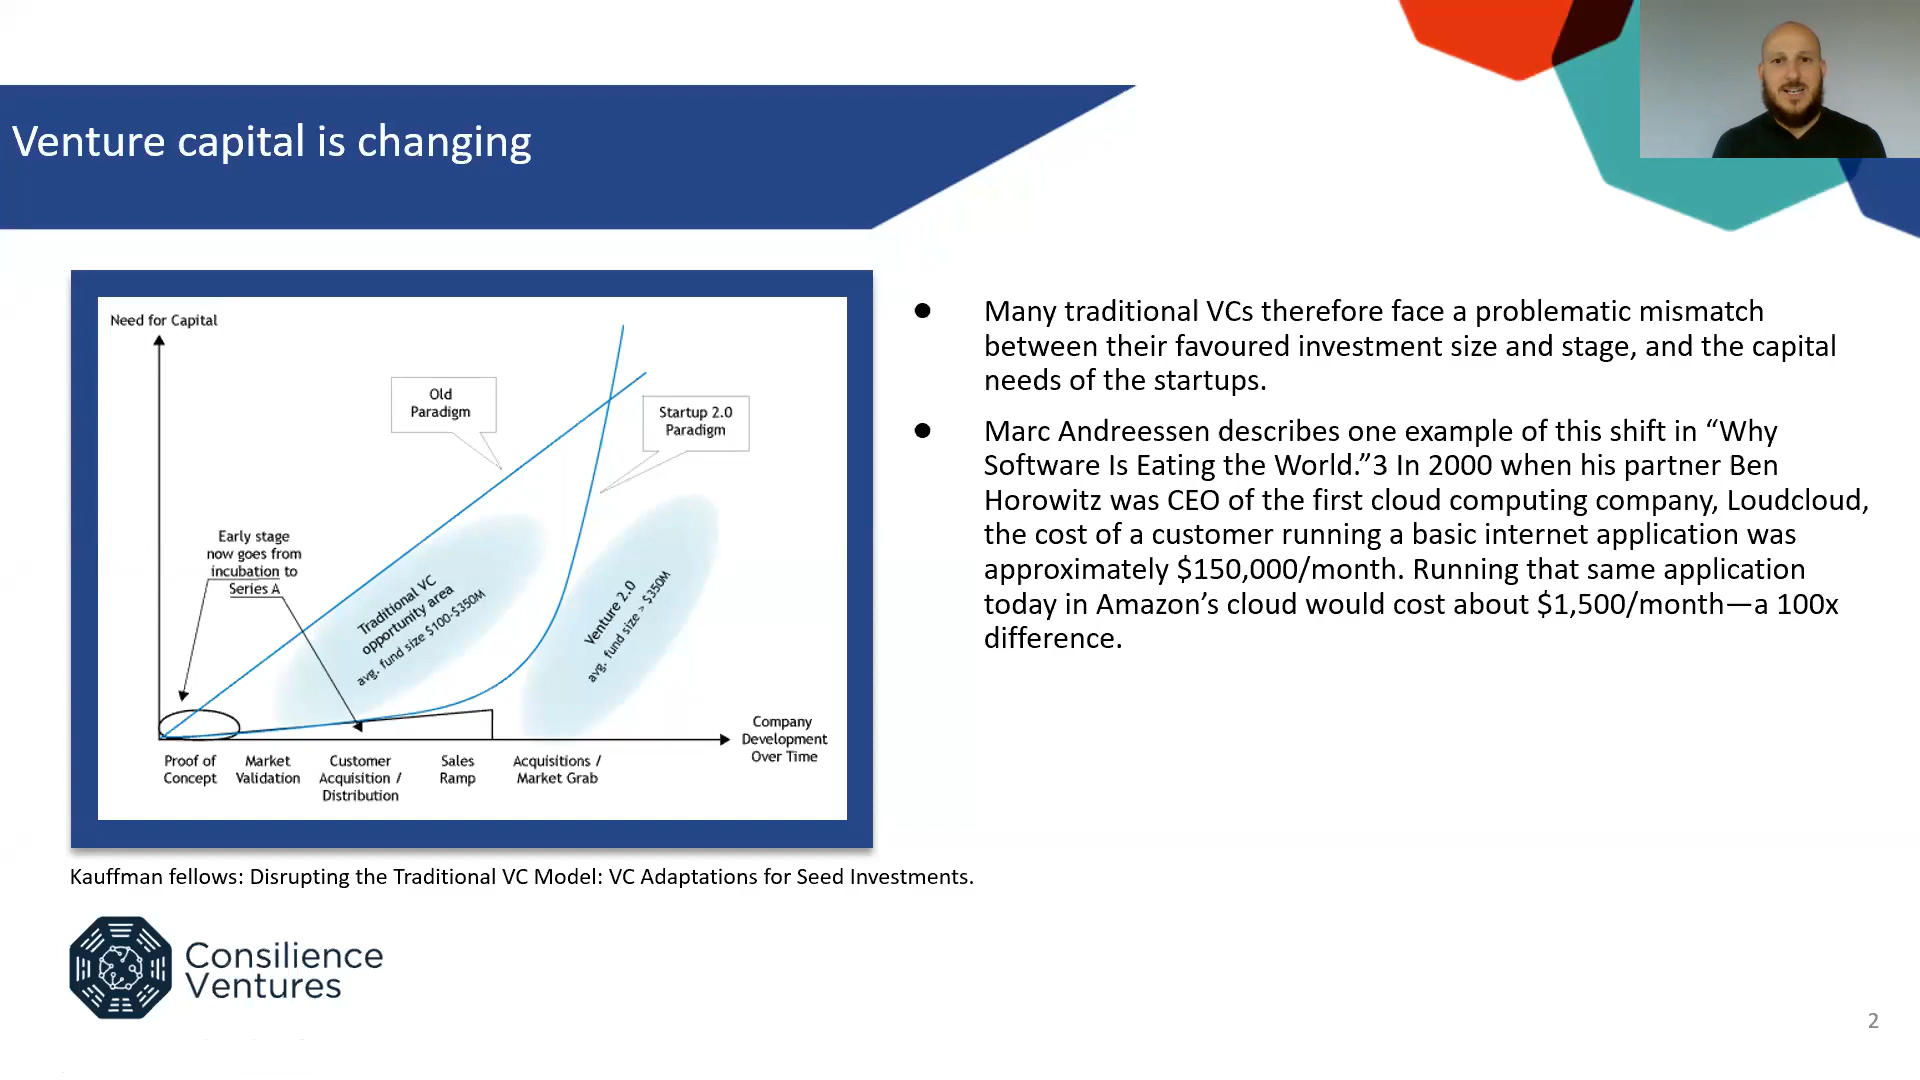 Venture capital is changing
Need for Capital
Old
Paradigm
Startup 2.0
Paradigm
Early stage
now goes from
incubation to
Series A
Traditional VC
opportunity area
avg. fund size $100-$350M
Venture 2.0
avg. fund size > $350M
Company
Development
Over Time
Proof of
Concept
Market
Validation
Customer
Acquisition /
Distribution
Sales
Ramp
Acquisitions /
Market Grab
Kauffman fellows: Disrupting the Traditional VC Model: VC Adaptations for Seed Investments.
● Many traditional VCs therefore face a problematic mismatch
between their favoured investment size and stage, and the capital
needs of the startups.
● Marc Andreessen describes one example of this shift in “Why
Software Is Eating the World.”3 In 2000 when his partner Ben
Horowitz was CEO of the first cloud computing company, Loudcloud,
the cost of a customer running a basic internet application was
approximately $150,000/month. Running that same application
today in Amazon’s cloud would cost about $1,500/month—a 100x
difference.
Consilience
Ventures
2